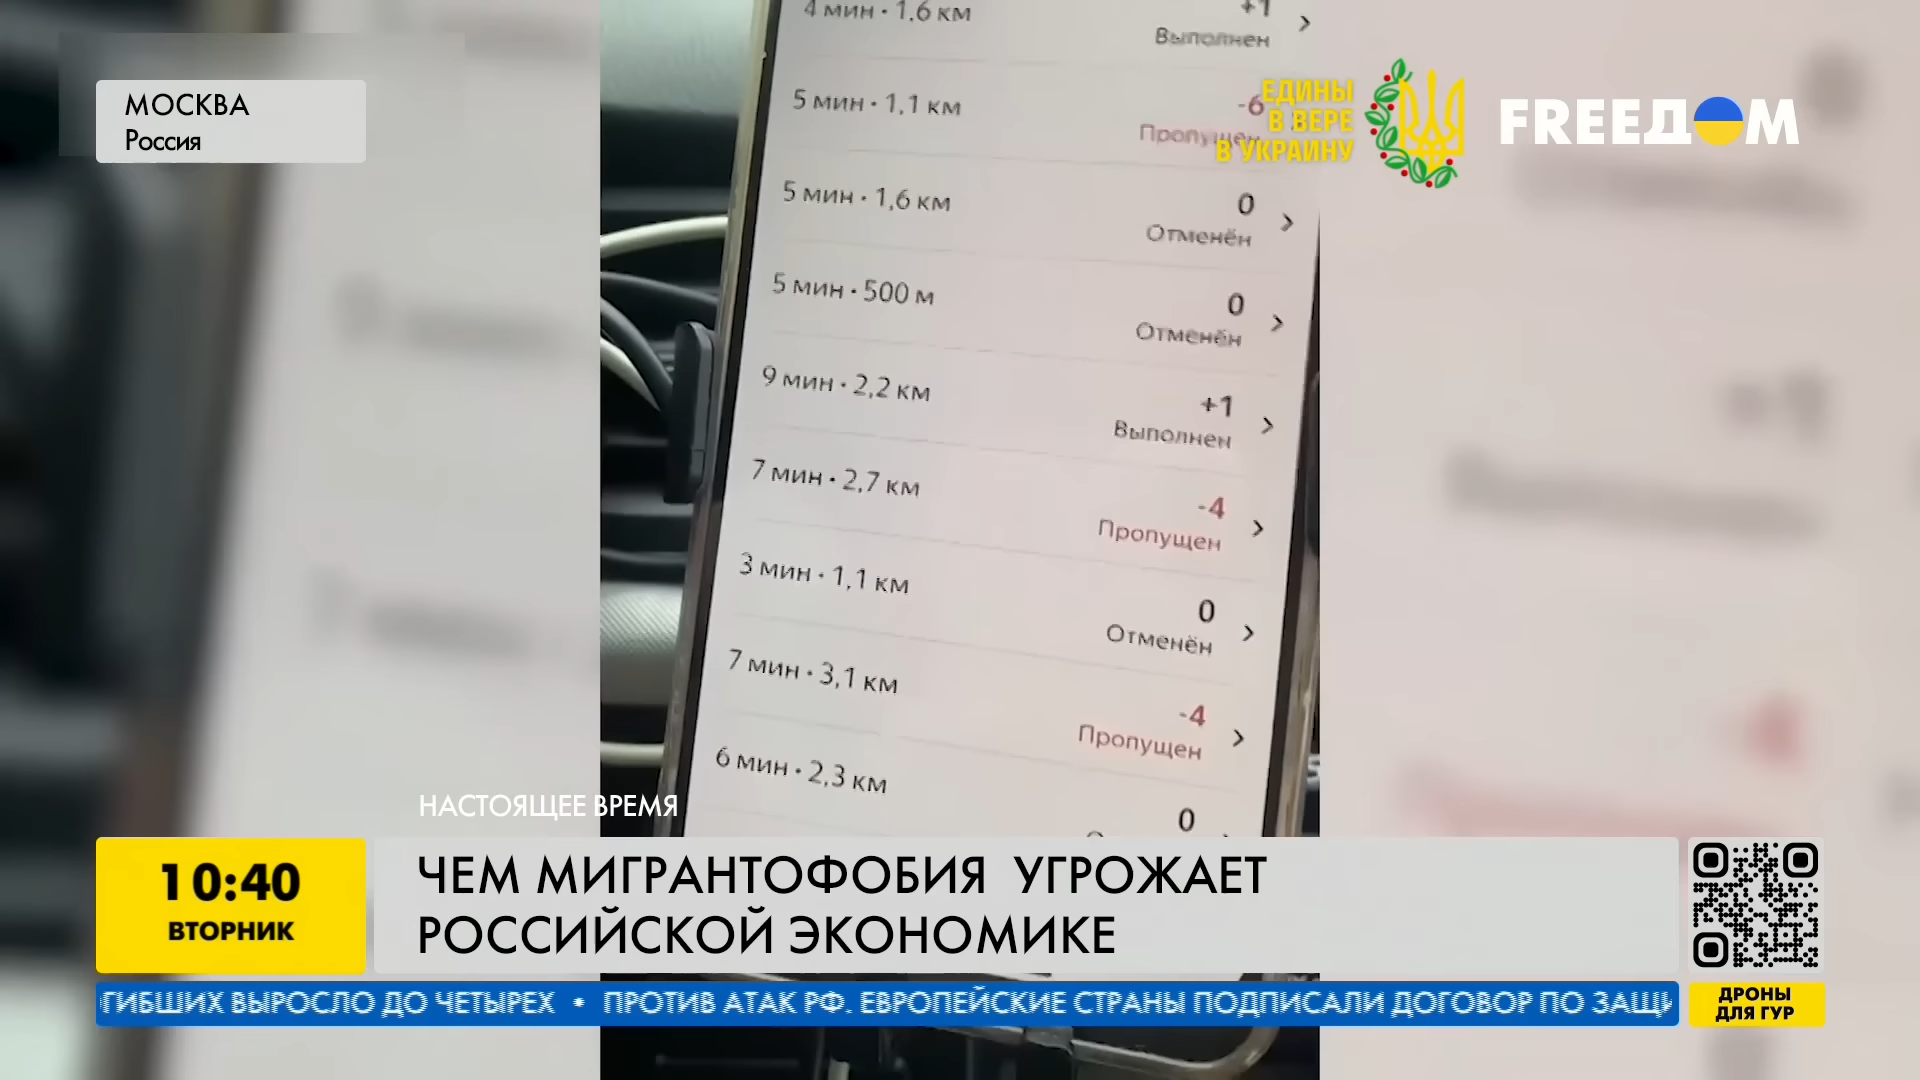 МОСКВА
Россия
4 мин · 1,6 км
+1
Выполнен
5 мин · 1,1 км
-6
Пропущен
ЕДИНЫ
В ВЕРЕ
В УКРАИНУ
FREEДОМ
5 мин · 1,6 км
0
Отменён
5 мин · 500 м
0
Отменён
9 мин · 2,2 км
+1
Выполнен
7 мин · 2,7 км
-4
Пропущен
3 мин · 1,1 км
0
Отменён
7 мин · 3,1 км
-4
Пропущен
6 мин · 2,3 км
0
НАСТОЯЩЕЕ ВРЕМЯ
10:40
ВТОРНИК
ЧЕМ МИГРАНТОФОБИЯ УГРОЖАЕТ
РОССИЙСКОЙ ЭКОНОМИКЕ
ГИБШИХ ВЫРОСЛО ДО ЧЕТЫРЕХ • ПРОТИВ АТАК РФ. ЕВРОПЕЙСКИЕ СТРАНЫ ПОДПИСАЛИ ДОГОВОР ПО ЗАЩИ
ДРОНЫ
ДЛЯ ГУР